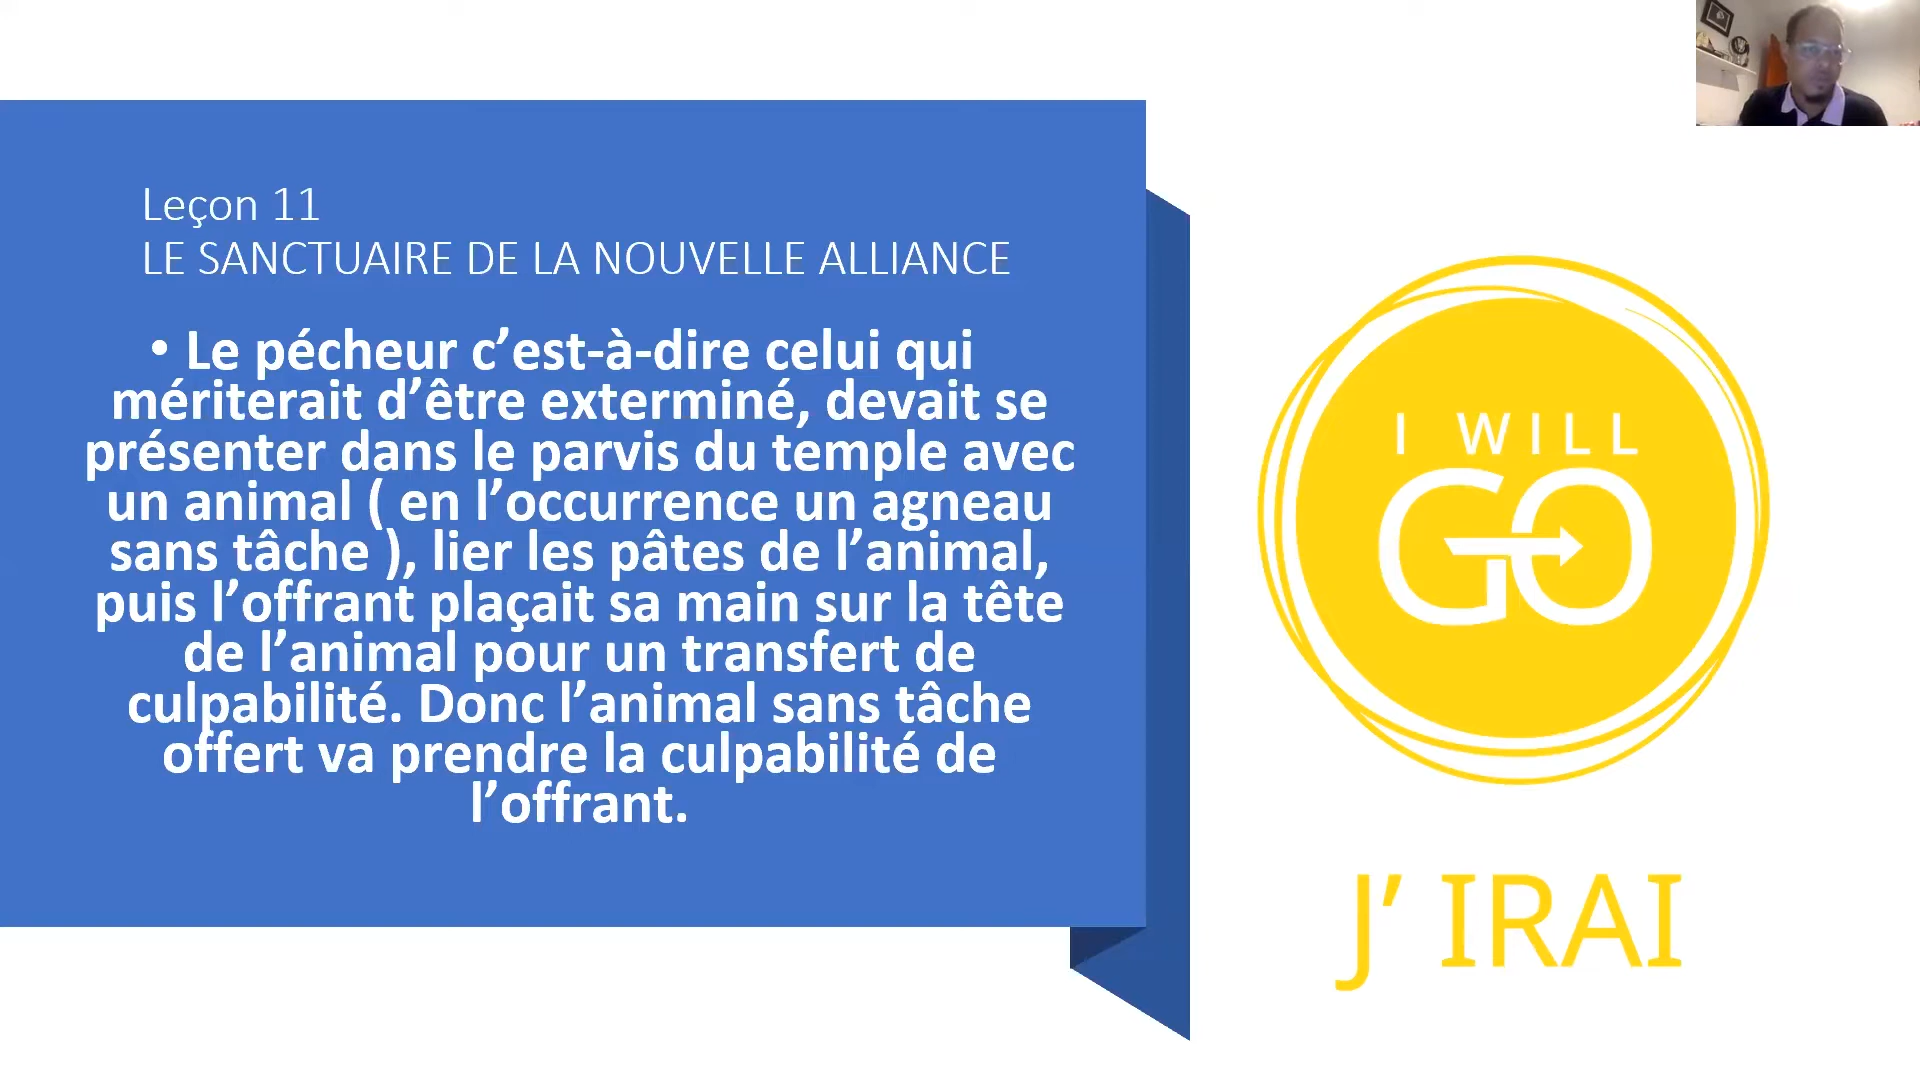 Leçon 11
LE SANCTUAIRE DE LA NOUVELLE ALLIANCE
• Le pécheur c’est-à-dire celui qui
mériterait d’être exterminé, devait se
présenter dans le parvis du temple avec
un animal ( en l’occurrence un agneau
sans tâche ), lier les pâtes de l’animal,
puis l’offrant plaçait sa main sur la tête
de l’animal pour un transfert de
culpabilité. Donc l’animal sans tâche
offert va prendre la culpabilité de
l’offrant.
I WILL
GO
J’ IRAI